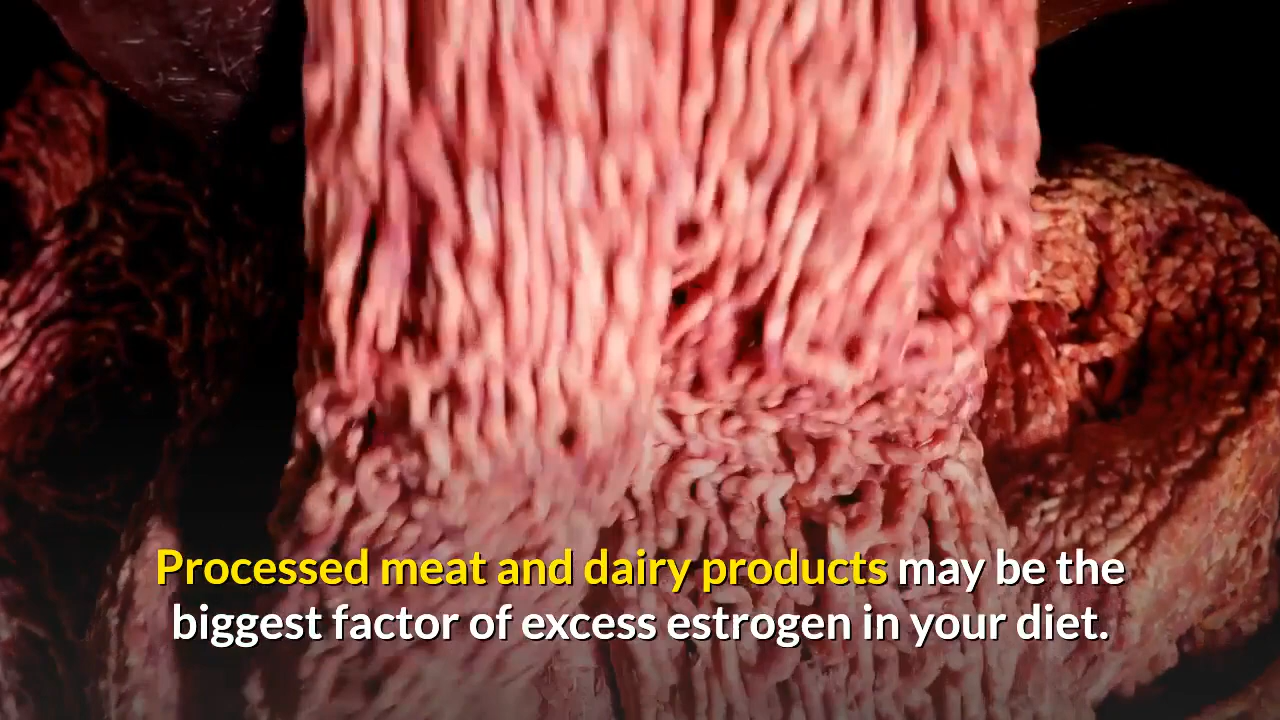 Processed meat and dairy products may be the
biggest factor of excess estrogen in your diet.